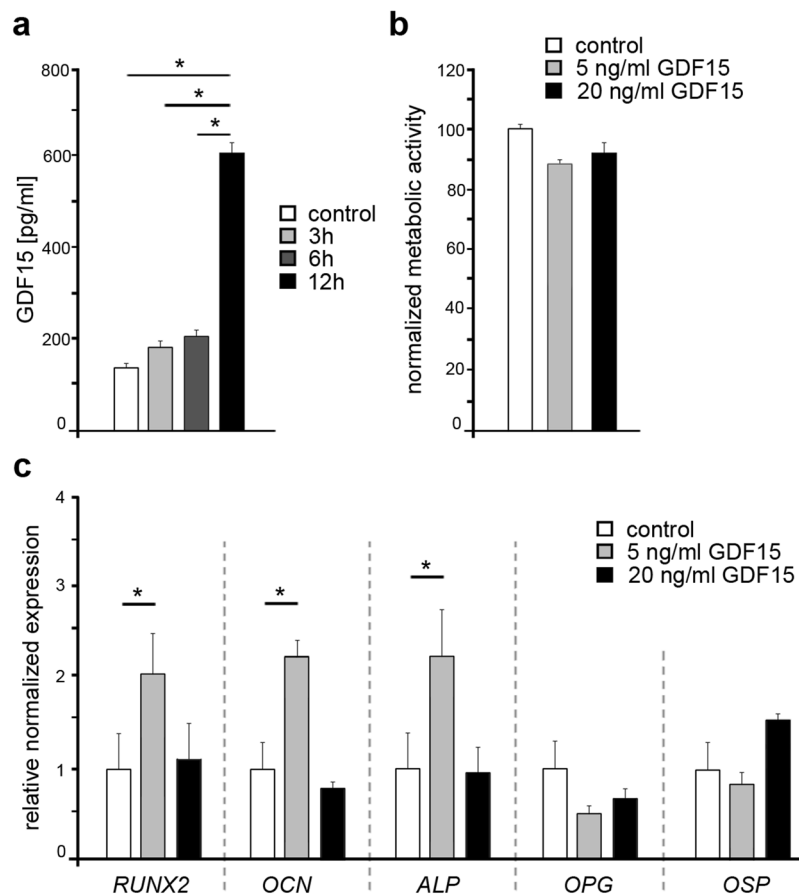 a
GDF15 [pg/ml]
800
600
400
200
0
*
*
*
control
3h
6h
12h
b
normalized metabolic activity
120
100
80
60
40
20
0
control
5 ng/ml GDF15
20 ng/ml GDF15
c
relative normalized expression
4
3
2
1
0
*
*
*
control
5 ng/ml GDF15
20 ng/ml GDF15
RUNX2
OCN
ALP
OPG
OSP